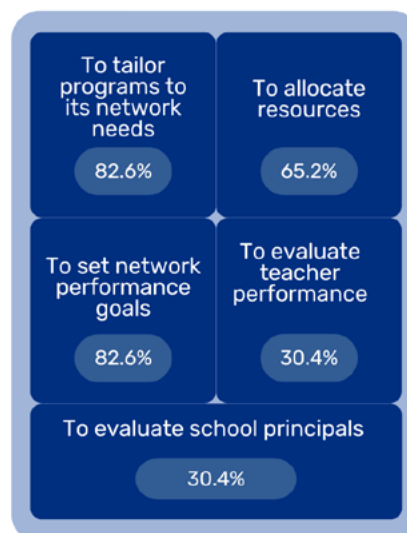 To tailor
programs to
its network
needs
82.6%
To allocate
resources
65.2%
To set network
performance
goals
82.6%
To evaluate
teacher
performance
30.4%
To evaluate school principals
30.4%